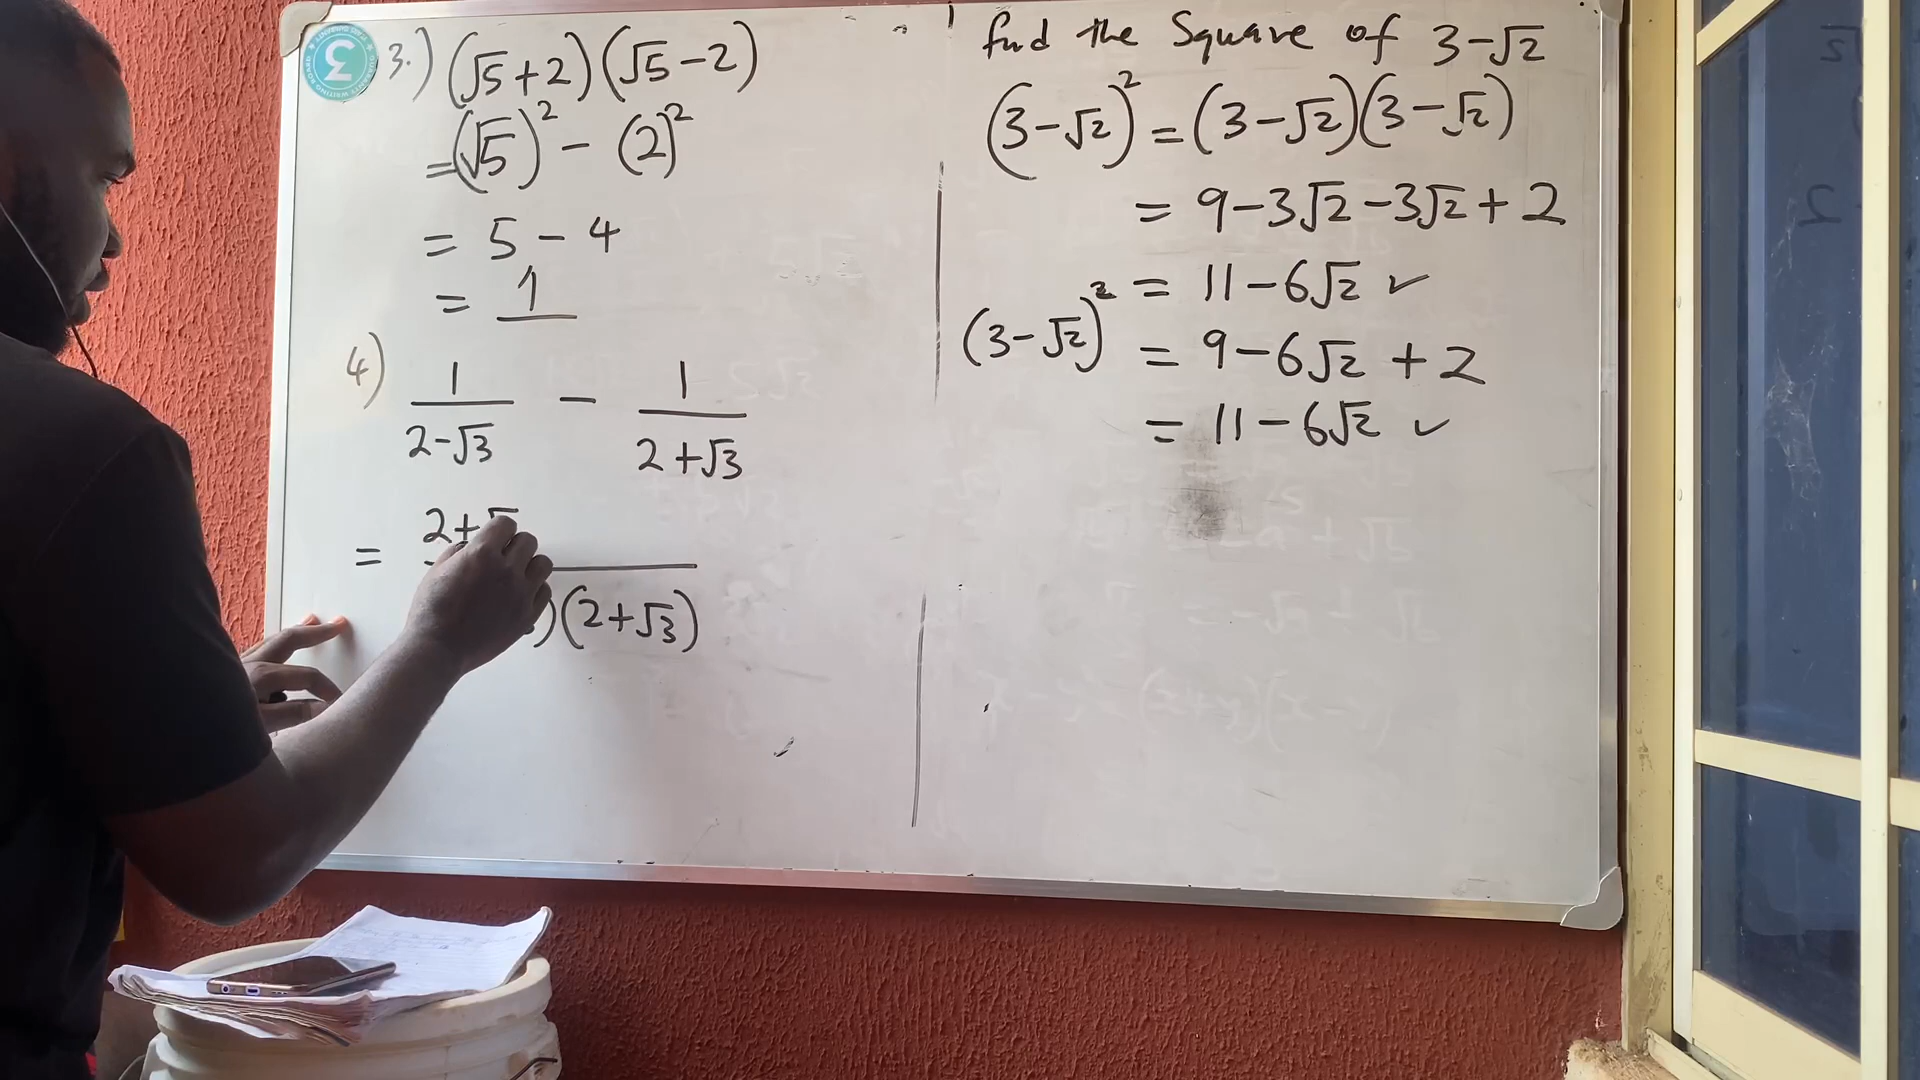 3.) (√5+2)(√5-2)
=(√5)² - (2)²
= 5 - 4
= 1
4) 1/(2-√3) - 1/(2+√3)
= 2+√
)(2+√3)
find the Square of 3-√2
(3-√2)² = (3-√2)(3-√2)
= 9-3√2-3√2+2
= 11-6√2 ✓
(3-√2)² = 9-6√2+2
= 11-6√2 ✓